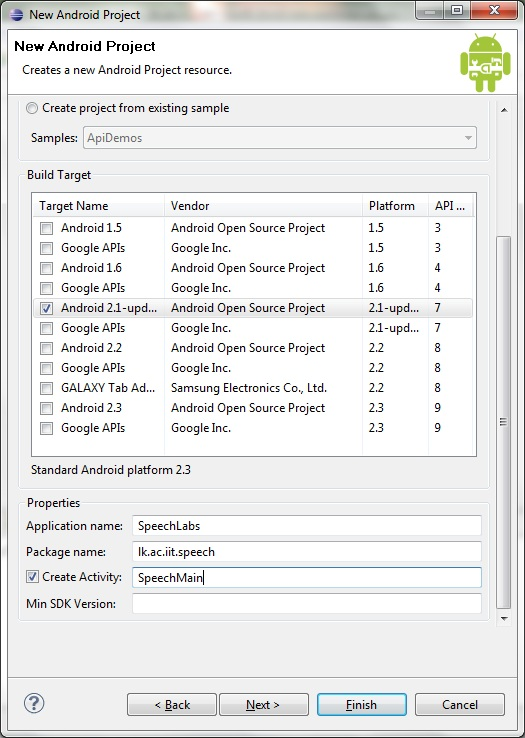 New Android Project
New Android Project
Creates a new Android Project resource.
Create project from existing sample
Samples: ApiDemos
Build Target
Target Name Vendor Platform API ...
Android 1.5 Android Open Source Project 1.5 3
Google APIs Google Inc. 1.5 3
Android 1.6 Android Open Source Project 1.6 4
Google APIs Google Inc. 1.6 4
Android 2.1-upd... Android Open Source Project 2.1-upd... 7
Google APIs Google Inc. 2.1-upd... 7
Android 2.2 Android Open Source Project 2.2 8
Google APIs Google Inc. 2.2 8
GALAXY Tab Ad... Samsung Electronics Co., Ltd. 2.2 8
Android 2.3 Android Open Source Project 2.3 9
Google APIs Google Inc. 2.3 9
Standard Android platform 2.3
Properties
Application name: SpeechLabs
Package name: lk.ac.iit.speech
Create Activity: SpeechMain
Min SDK Version:
? < Back Next > Finish Cancel